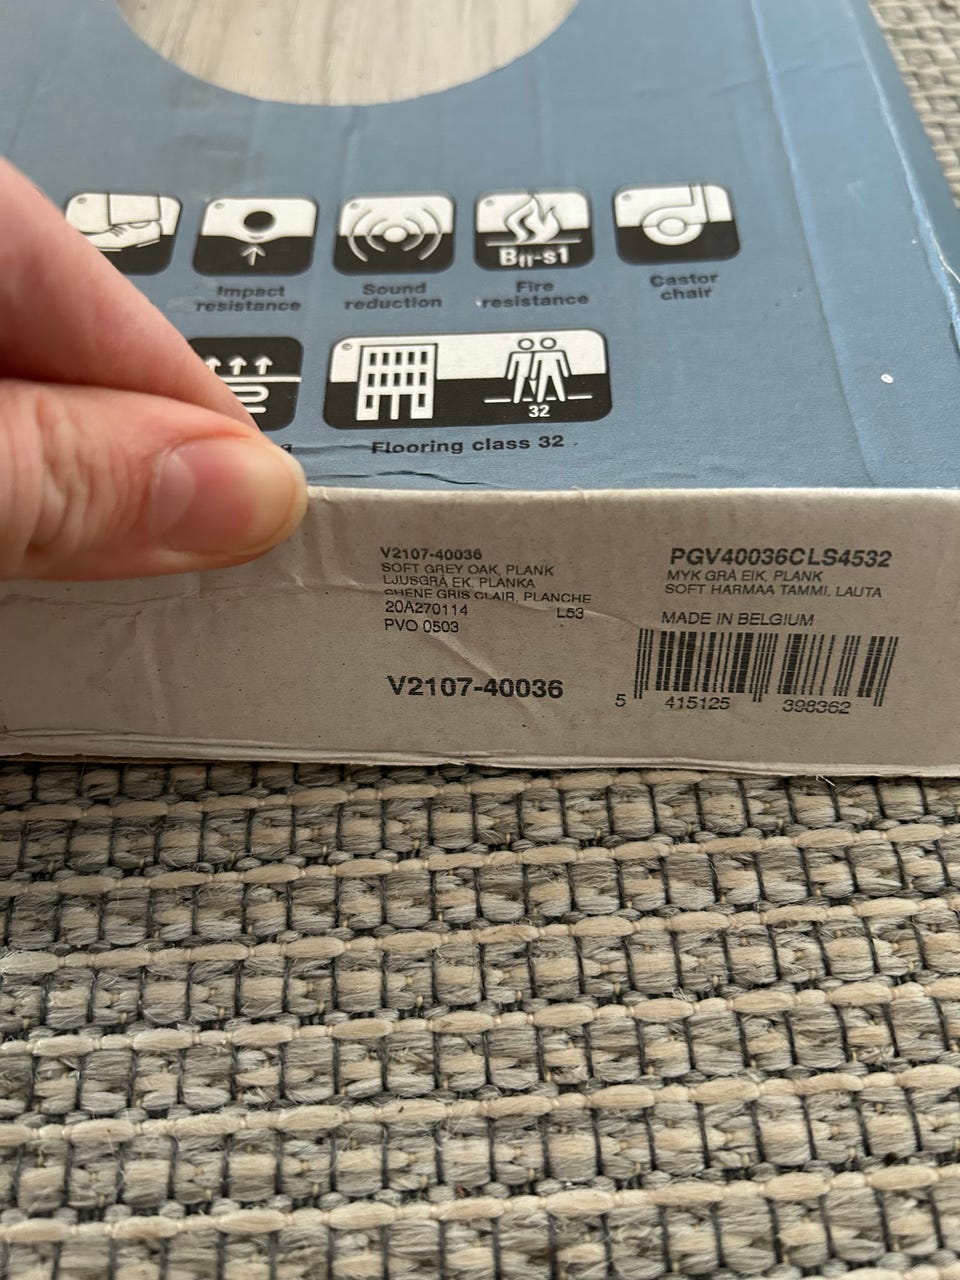 Bfl-s1
Impact
resistance
Sound
reduction
Fire
resistance
Castor
chair
32
Flooring class 32
V2107-40036
SOFT GREY OAK, PLANK
LJUSGRÅ EK, PLANKA
CHENE GRIS CLAIR, PLANCHE
20A270114 L53
PVO 0503
V2107-40036
PGV40036CLS4532
MYK GRÅ EIK, PLANK
SOFT HARMAA TAMMI, LAUTA
MADE IN BELGIUM
5 415125 398362